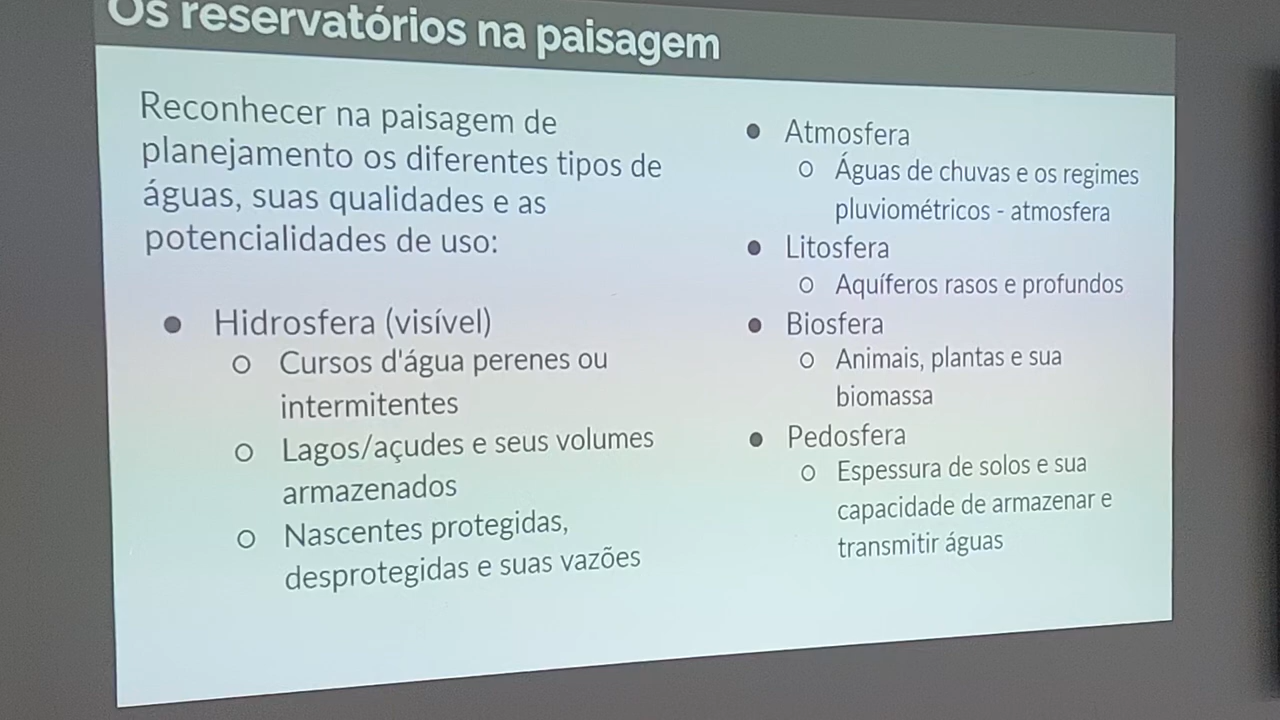 Os reservatórios na paisagem
Reconhecer na paisagem de
planejamento os diferentes tipos de
águas, suas qualidades e as
potencialidades de uso:
● Hidrosfera (visível)
○ Cursos d'água perenes ou
intermitentes
○ Lagos/açudes e seus volumes
armazenados
○ Nascentes protegidas,
desprotegidas e suas vazões
● Atmosfera
○ Águas de chuvas e os regimes
pluviométricos - atmosfera
● Litosfera
○ Aquíferos rasos e profundos
● Biosfera
○ Animais, plantas e sua
biomassa
● Pedosfera
○ Espessura de solos e sua
capacidade de armazenar e
transmitir águas